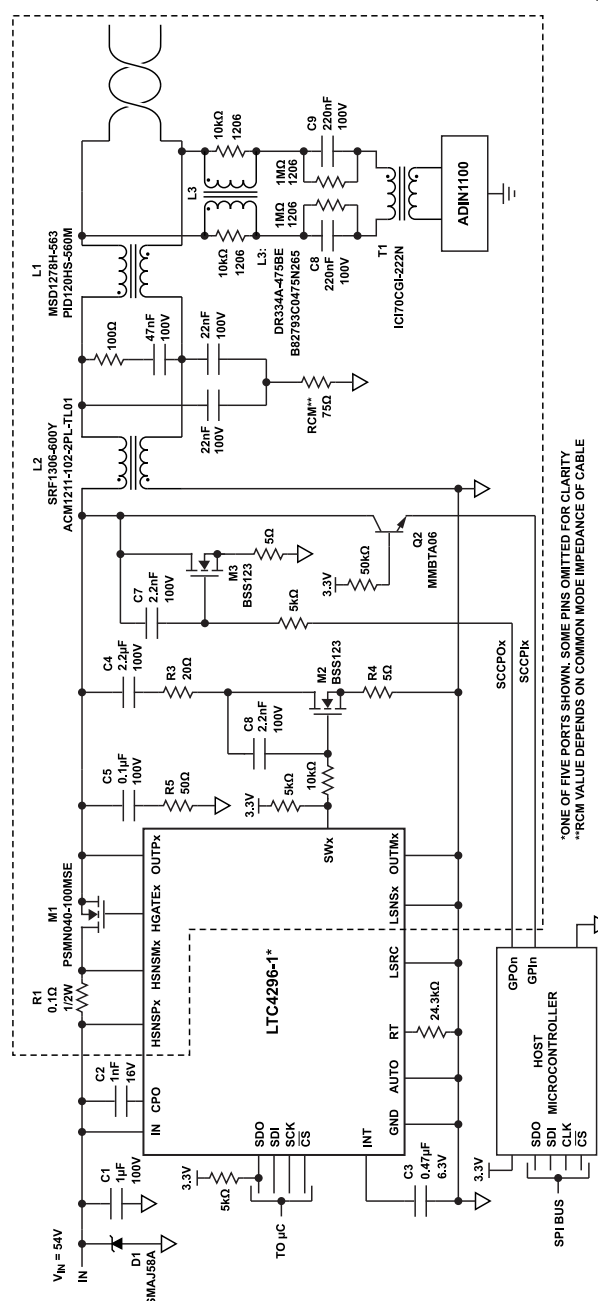 V_IN = 54V
IN
D1
SMAJ58A
C1
1µF
100V
C2
1nF
16V
R1
0.1Ω
1/2W
M1
PSMN040-100MSE
IN
CPO
HSNSPx
HSNSMx
HGATEx
OUTPx
LTC4296-1*
SDO
SDI
SCK
CS
3.3V
5kΩ
TO µC
INT
GND
AUTO
RT
LSRC
LSNSx
OUTMx
SWx
C3
0.47µF
6.3V
24.3kΩ
C5
0.1µF
100V
R5
50Ω
3.3V
5kΩ
10kΩ
C4
2.2µF
100V
R3
20Ω
C8
2.2nF
100V
M2
BSS123
R4
5Ω
C7
2.2nF
100V
M3
BSS123
5Ω
5kΩ
3.3V
50kΩ
Q2
MMBTA06
SCCPOx
SCCPIx
L2
SRF1306-600Y
ACM1211-102-2PL-TL01
100Ω
47nF
100V
22nF
100V
22nF
100V
RCM**
75Ω
L1
MSD1278H-563
PID120HS-560M
10kΩ
1206
L3
10kΩ
1206
L3:
DR334A-475BE
B82793C0475N265
C9
220nF
100V
1MΩ
1206
1MΩ
1206
C8
220nF
100V
T1
ICI70CGI-222N
ADIN1100
3.3V
HOST
MICROCONTROLLER
SDO
SDI
CLK
CS
SPI BUS
GPOn
GPIn
*ONE OF FIVE PORTS SHOWN. SOME PINS OMITTED FOR CLARITY
**RCM VALUE DEPENDS ON COMMON MODE IMPEDANCE OF CABLE